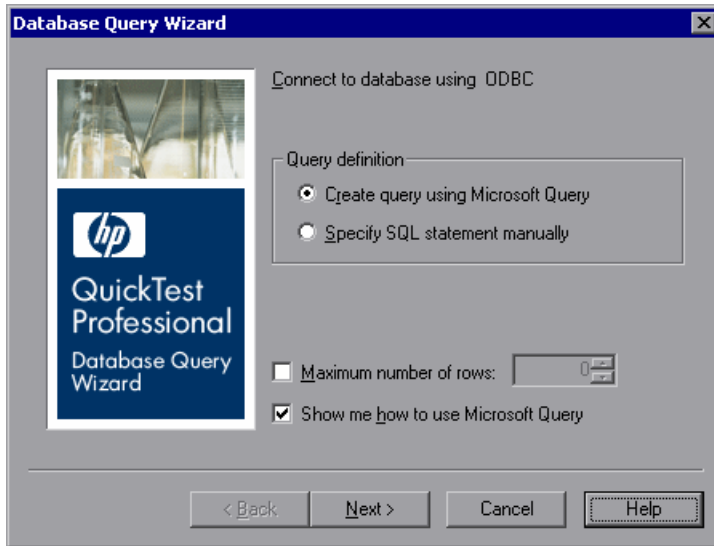 Database Query Wizard
Connect to database using ODBC
Query definition
Create query using Microsoft Query
Specify SQL statement manually
hp
QuickTest
Professional
Database Query
Wizard
Maximum number of rows: 0
Show me how to use Microsoft Query
< Back Next > Cancel Help